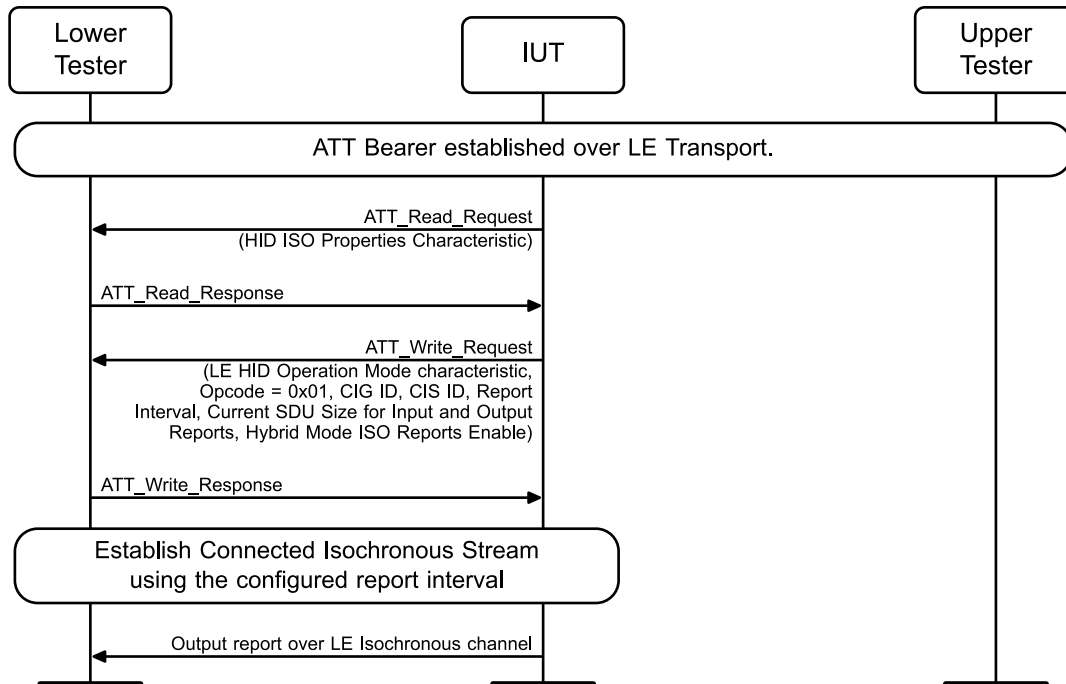 Lower
Tester
IUT
Upper
Tester
ATT Bearer established over LE Transport.
ATT_Read_Request
(HID ISO Properties Characteristic)
ATT_Read_Response
ATT_Write_Request
(LE HID Operation Mode characteristic,
Opcode = 0x01, CIG ID, CIS ID, Report
Interval, Current SDU Size for Input and Output
Reports, Hybrid Mode ISO Reports Enable)
ATT_Write_Response
Establish Connected Isochronous Stream
using the configured report interval
Output report over LE Isochronous channel